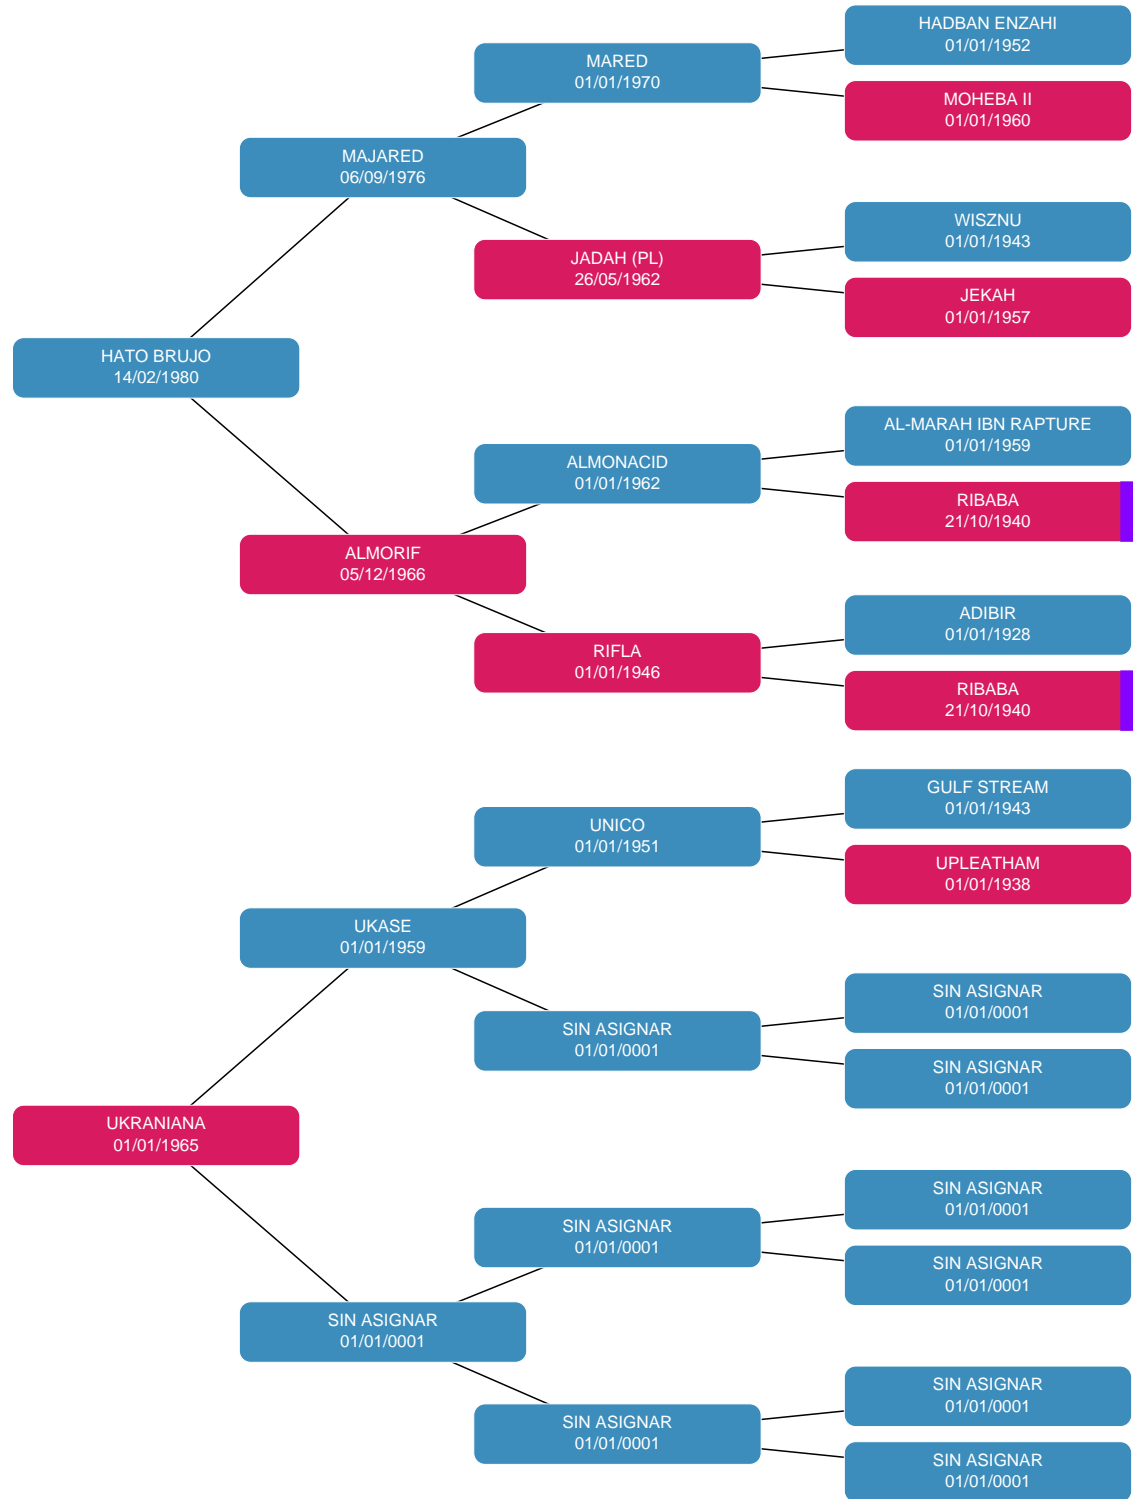 HADBAN ENZAHI
01/01/1952
MARED
01/01/1970
MOHEBA II
01/01/1960
MAJARED
06/09/1976
WISZNU
01/01/1943
JADAH (PL)
26/05/1962
JEKAH
01/01/1957
HATO BRUJO
14/02/1980
AL-MARAH IBN RAPTURE
01/01/1959
ALMONACID
01/01/1962
RIBABA
21/10/1940
ALMORIF
05/12/1966
ADIBIR
01/01/1928
RIFLA
01/01/1946
RIBABA
21/10/1940
GULF STREAM
01/01/1943
UNICO
01/01/1951
UPLEATHAM
01/01/1938
UKASE
01/01/1959
SIN ASIGNAR
01/01/0001
SIN ASIGNAR
01/01/0001
SIN ASIGNAR
01/01/0001
UKRANIANA
01/01/1965
SIN ASIGNAR
01/01/0001
SIN ASIGNAR
01/01/0001
SIN ASIGNAR
01/01/0001
SIN ASIGNAR
01/01/0001
SIN ASIGNAR
01/01/0001
SIN ASIGNAR
01/01/0001
SIN ASIGNAR
01/01/0001